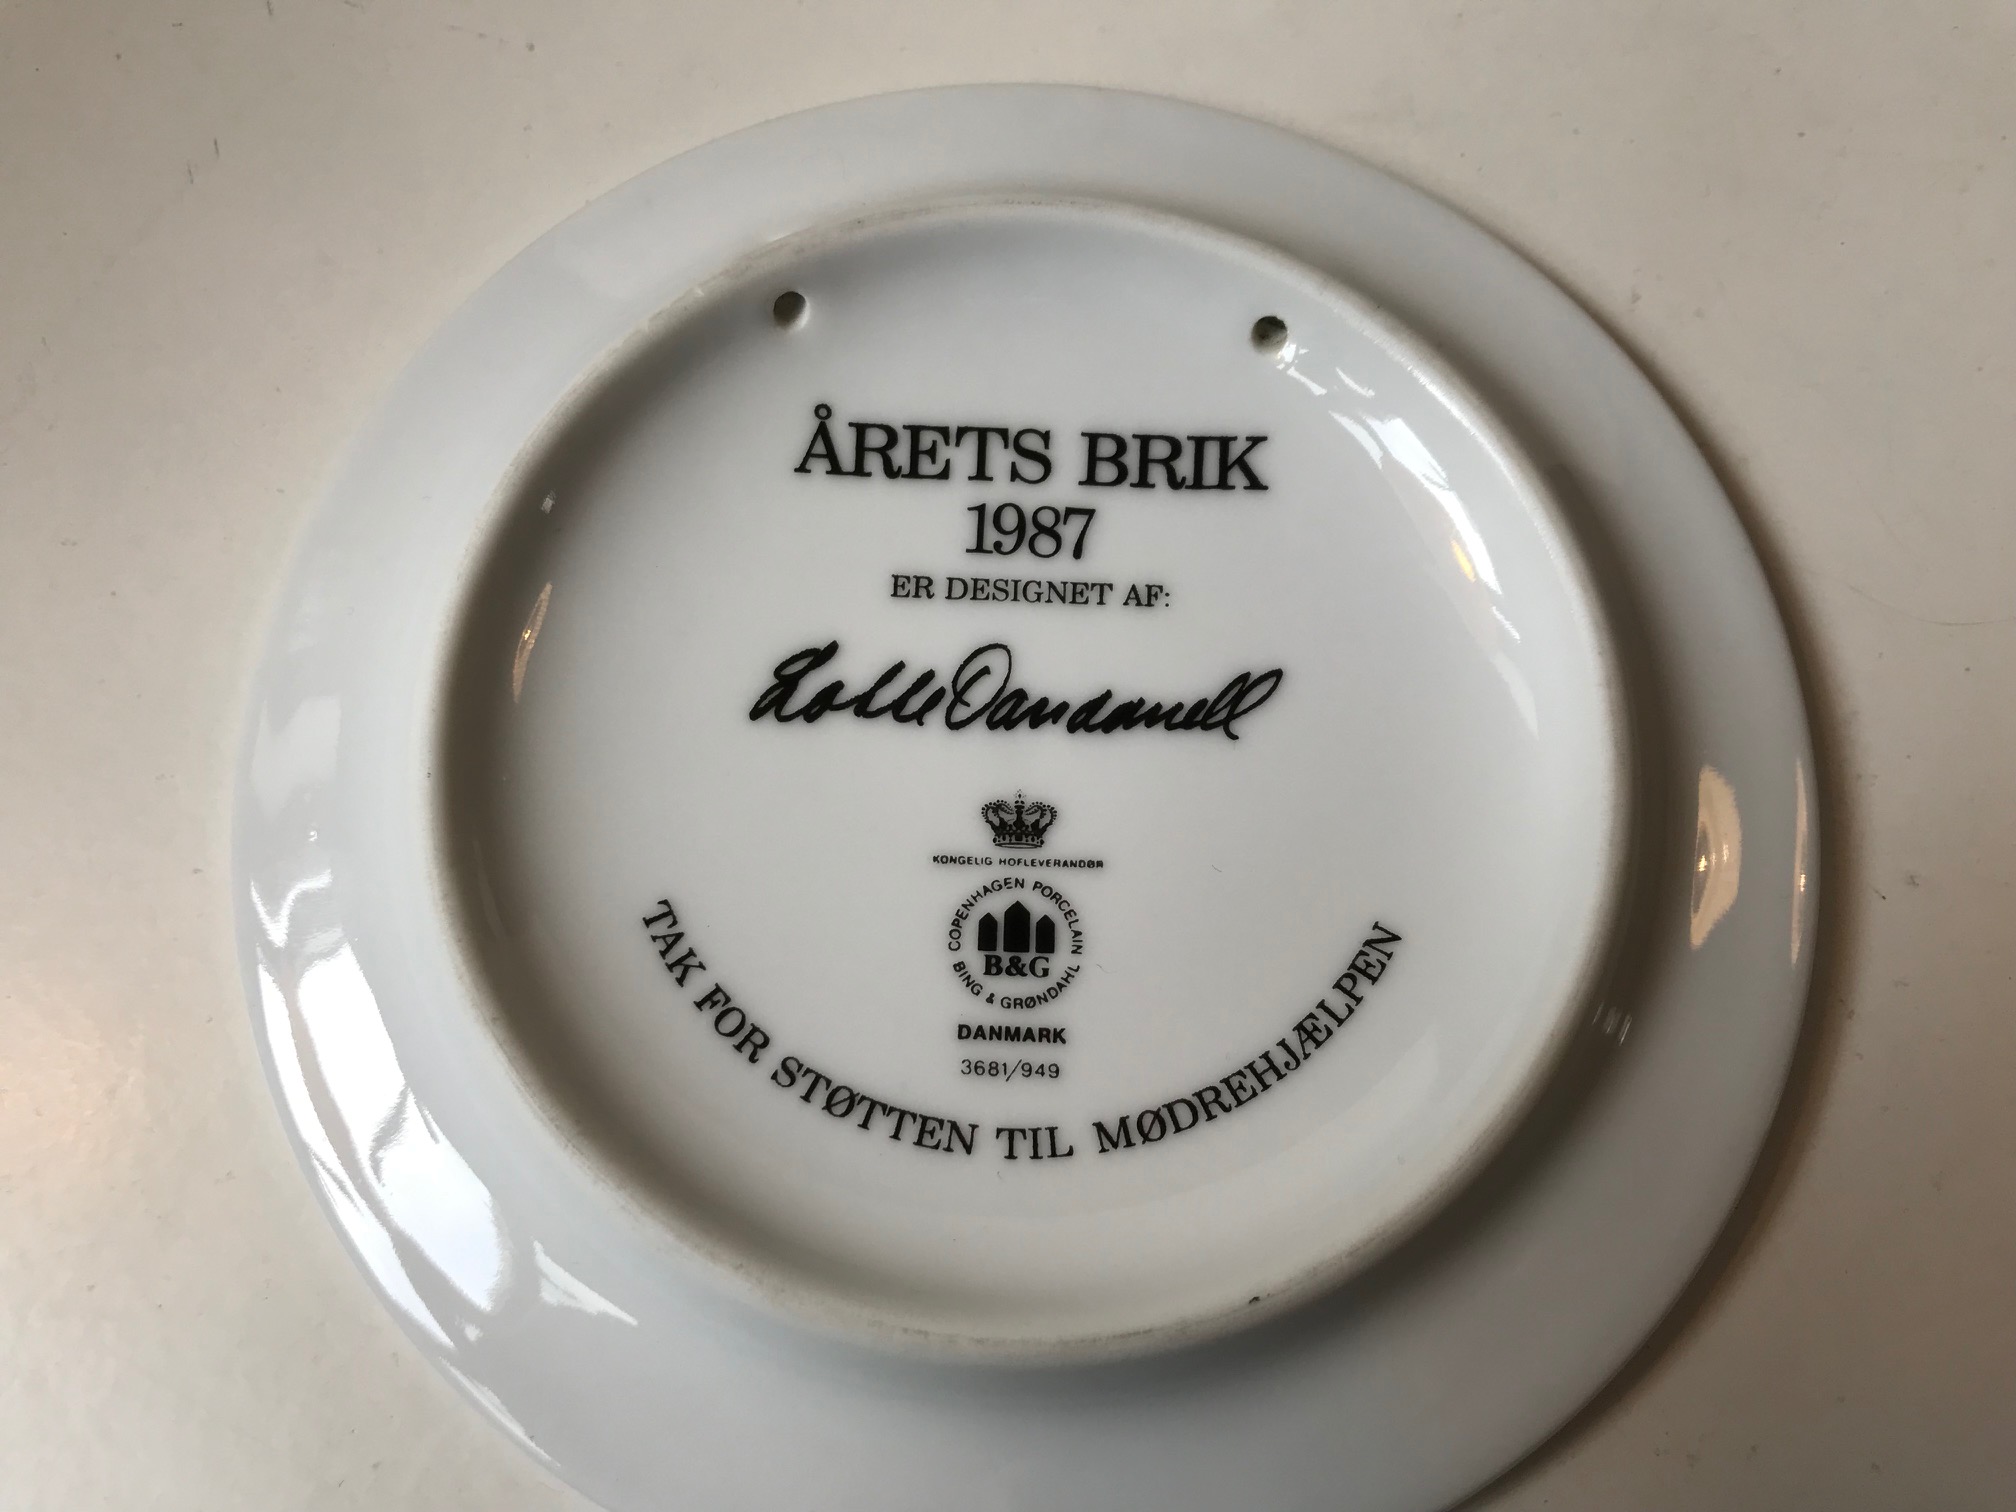 ÅRETS BRIK
1987
ER DESIGNET AF:
Lotte Dandanell
KONGELIG HOFLEVERANDØR
COPENHAGEN PORCELAIN
B&G
BING & GRØNDAHL
DANMARK
3681/949
TAK FOR STØTTEN TIL MØDREHJÆLPEN